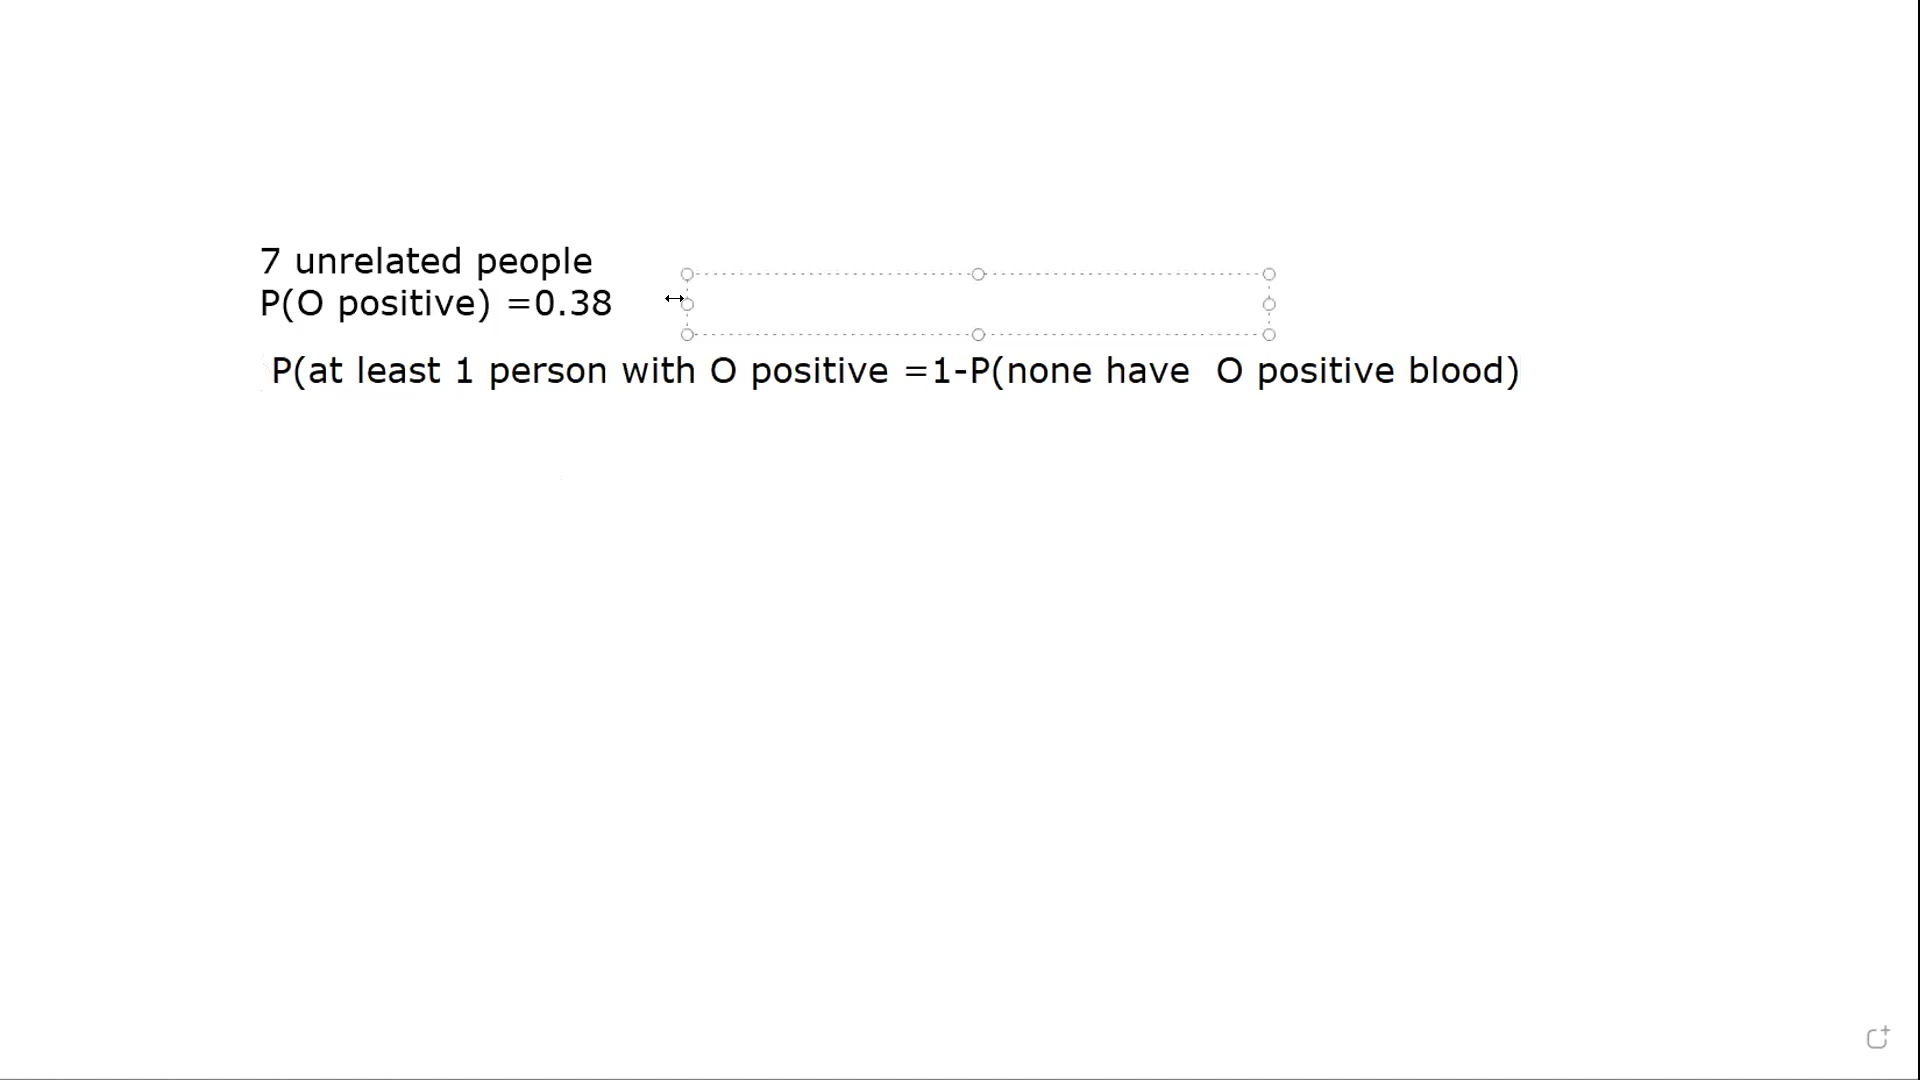 7 unrelated people
P(O positive) =0.38
P(at least 1 person with O positive =1-P(none have  O positive blood)